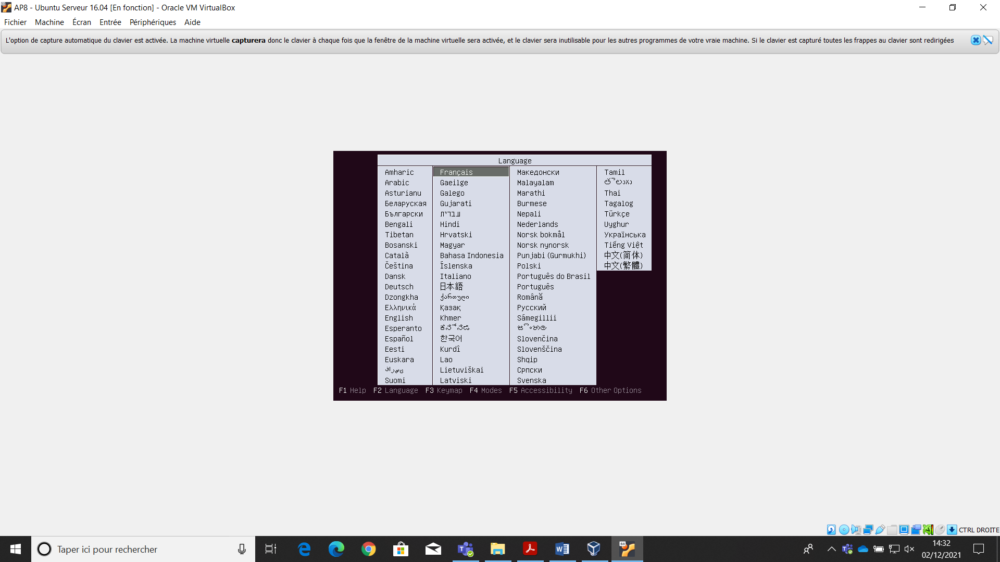 AP8 - Ubuntu Serveur 16.04 [En fonction] - Oracle VM VirtualBox
Fichier Machine Écran Entrée Périphériques Aide
L'option de capture automatique du clavier est activée. La machine virtuelle capturera donc le clavier à chaque fois que la fenêtre de la machine virtuelle sera activée, et le clavier sera inutilisable pour les autres programmes de votre vraie machine. Si le clavier est capturé toutes les frappes au clavier sont redirigées
Language
Amharic Français Македонски Tamil
Arabic Gaeilge Malayalam తెలుగు
Asturianu Galego Marathi Thai
Беларуская Gujarati Burmese Tagalog
Български עברית Nepali Türkçe
Bengali Hindi Nederlands Uyghur
Tibetan Hrvatski Norsk bokmål Українська
Bosanski Magyar Norsk nynorsk Tiếng Việt
Català Bahasa Indonesia Punjabi (Gurmukhi) 中文(简体)
Čeština Íslenska Polski 中文(繁體)
Dansk Italiano Português do Brasil
Deutsch 日本語 Português
Dzongkha ქართული Română
Ελληνικά Қазақ Русский
English Khmer Sámegillii
Esperanto ಕನ್ನಡ සිංහල
Español 한국어 Slovenčina
Eesti Kurdî Slovenščina
Euskara Lao Shqip
فارسی Lietuviškai Српски
Suomi Latviski Svenska
F1 Help F2 Language F3 Keymap F4 Modes F5 Accessibility F6 Other Options
CTRL DROITE
Taper ici pour rechercher
14:32
02/12/2021